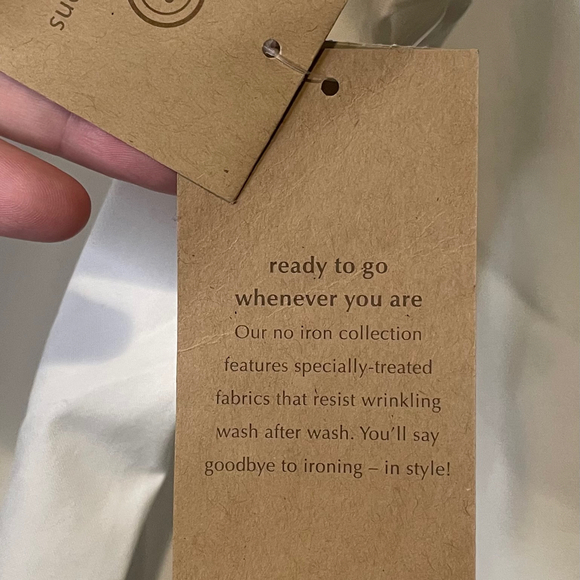 ready to go
whenever you are
Our no iron collection
features specially-treated
fabrics that resist wrinkling
wash after wash. You'll say
goodbye to ironing – in style!